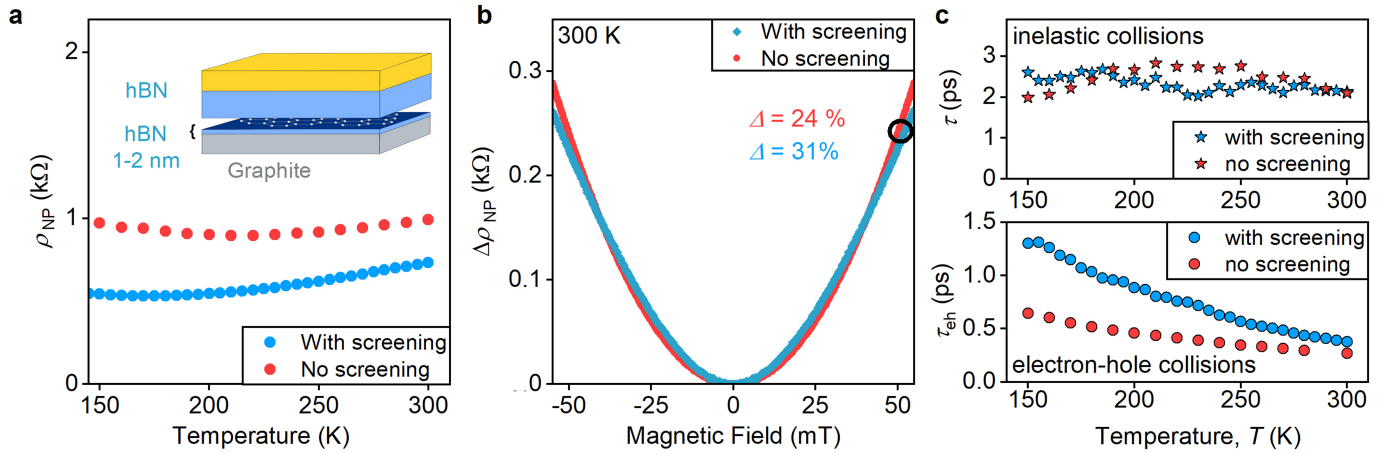 a
2
1
0
ρNP (kΩ)
hBN
hBN
{
1-2 nm
Graphite
With screening
No screening
150
200
250
300
Temperature (K)
b
300 K
With screening
No screening
Δ = 24 %
Δ = 31%
0.3
0.2
0.1
0
ΔρNP (kΩ)
-50
-25
0
25
50
Magnetic Field (mT)
c
inelastic collisions
3
2
1
0
τ (ps)
with screening
no screening
150
200
250
300
1.5
1.0
0.5
0.0
τeh (ps)
with screening
no screening
electron-hole collisions
150
200
250
300
Temperature, T (K)